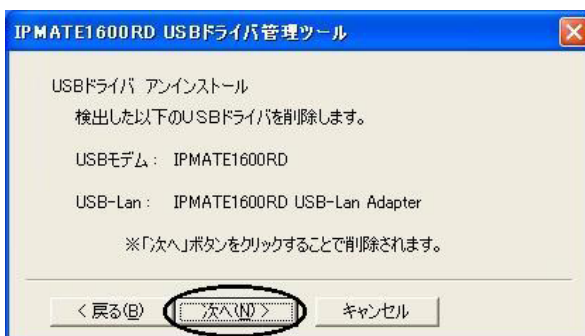 IPMATE1600RD USBドライバ管理ツール
USBドライバ アンインストール
検出した以下のUSBドライバを削除します。
USBモデム： IPMATE1600RD
USB-Lan： IPMATE1600RD USB-Lan Adapter
※「次へ」ボタンをクリックすることで削除されます。
< 戻る(B) 次へ(N) > キャンセル